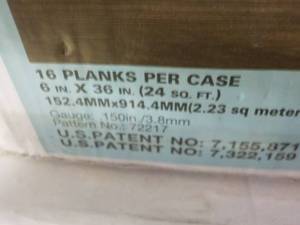 16 PLANKS PER CASE
6 IN. X 36 IN. (24 SQ. FT.)
152.4MMx914.4MM(2.23 sq meter
Gauge: .150in/3.8mm
Pattern No.: 72217
U.S.PATENT NO: 7,155,871
U.S.PATENT NO: 7,322,159